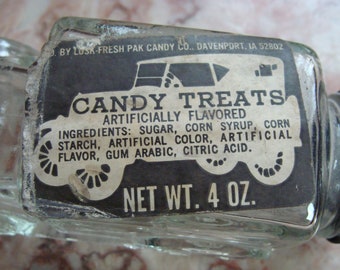 BY LUSK-FRESH PAK CANDY CO., DAVENPORT, IA 52802
CANDY TREATS
ARTIFICIALLY FLAVORED
INGREDIENTS: SUGAR, CORN SYRUP, CORN
STARCH, ARTIFICIAL COLOR, ARTIFICIAL
FLAVOR, GUM ARABIC, CITRIC ACID.
NET WT. 4 OZ.